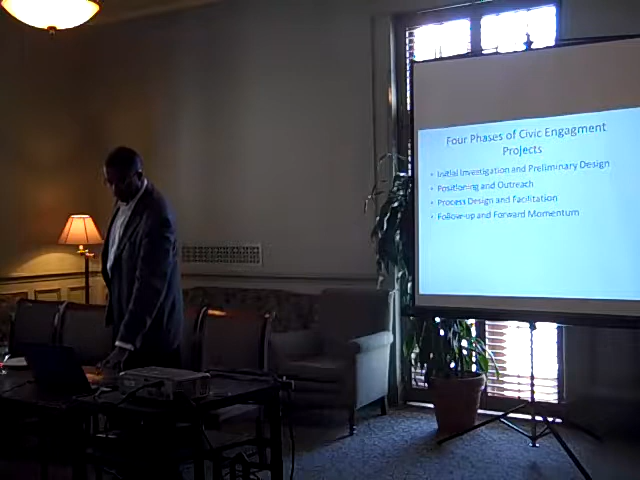 Four Phases of Civic Engagment
Projects
• Initial Investigation and Preliminary Design
• Positioning and Outreach
• Process Design and Facilitation
• Follow-up and Forward Momentum